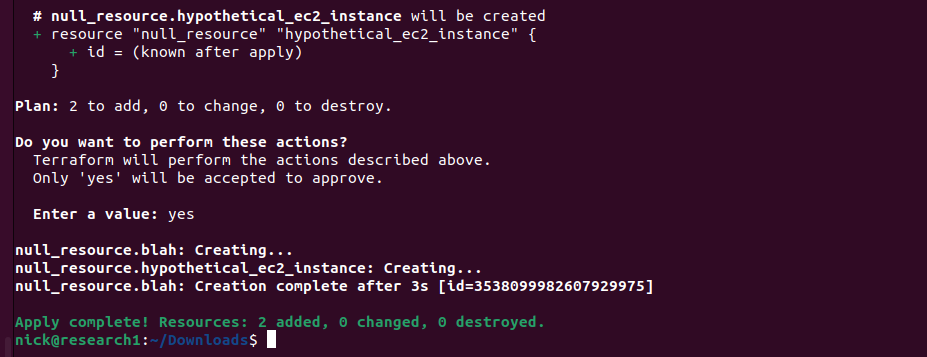 # null_resource.hypothetical_ec2_instance will be created
+ resource "null_resource" "hypothetical_ec2_instance" {
+ id = (known after apply)
}
Plan: 2 to add, 0 to change, 0 to destroy.
Do you want to perform these actions?
Terraform will perform the actions described above.
Only 'yes' will be accepted to approve.
Enter a value: yes
null_resource.blah: Creating...
null_resource.hypothetical_ec2_instance: Creating...
null_resource.blah: Creation complete after 3s [id=3538099982607929975]
Apply complete! Resources: 2 added, 0 changed, 0 destroyed.
nick@research1:~/Downloads$